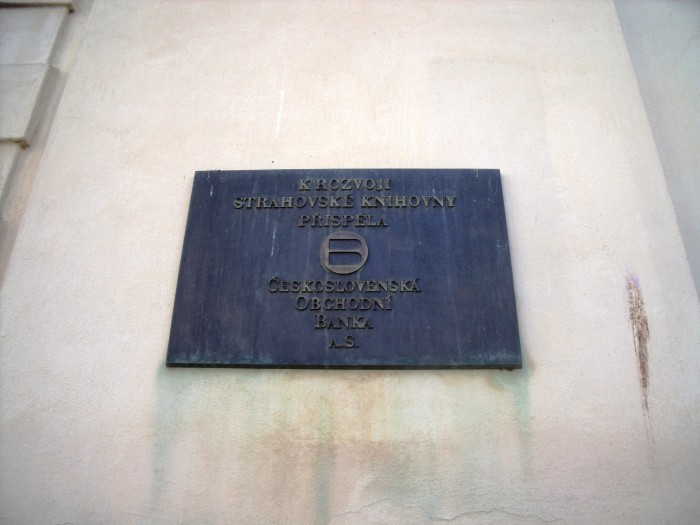 K ROZVOJI
STRAHOVSKÉ KNIHOVNY
PŘISPĚLA
ČESKOSLOVENSKÁ
OBCHODNÍ
BANKA
A.S.